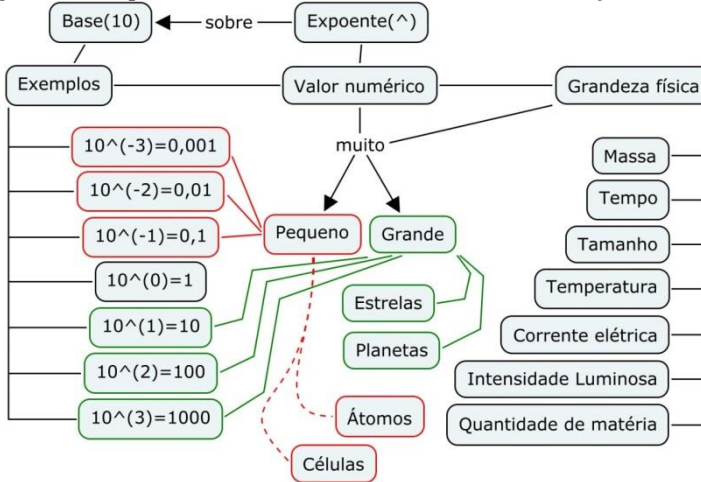 Base(10)
sobre
Expoente(^)
Exemplos
Valor numérico
Grandeza física
muito
10^(-3)=0,001
10^(-2)=0,01
10^(-1)=0,1
10^(0)=1
10^(1)=10
10^(2)=100
10^(3)=1000
Pequeno
Grande
Estrelas
Planetas
Átomos
Células
Massa
Tempo
Tamanho
Temperatura
Corrente elétrica
Intensidade Luminosa
Quantidade de matéria